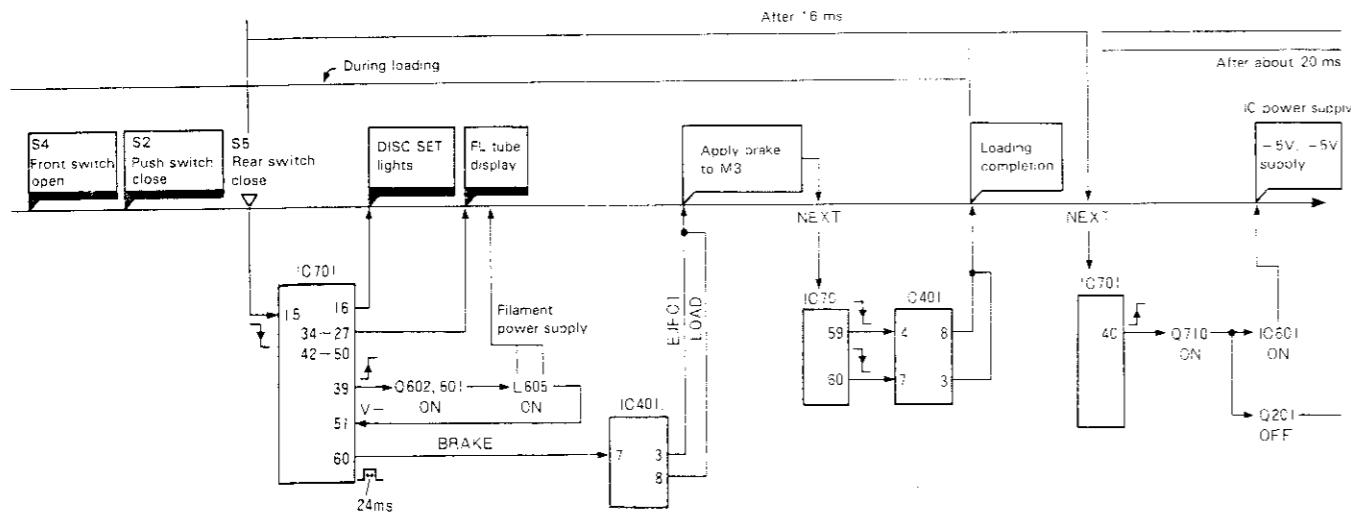 After 16 ms
During loading
After about 20 ms
IC power supply
S4
Front switch
open
S2
Push switch
close
S5
Rear switch
close
DISC SET
lights
FL tube
display
Apply brake
to M3
Loading
completion
-5V, -5V
supply
NEXT
NEXT
IC701
15
16
34-27
42-50
39
51
60
V-
Q602, 601
ON
Filament
power supply
L605
ON
BRAKE
24ms
IC401
7
3
8
EJECT
LOAD
59
60
IC401
4
8
7
3
IC701
40
Q710
ON
IC601
ON
Q201
OFF